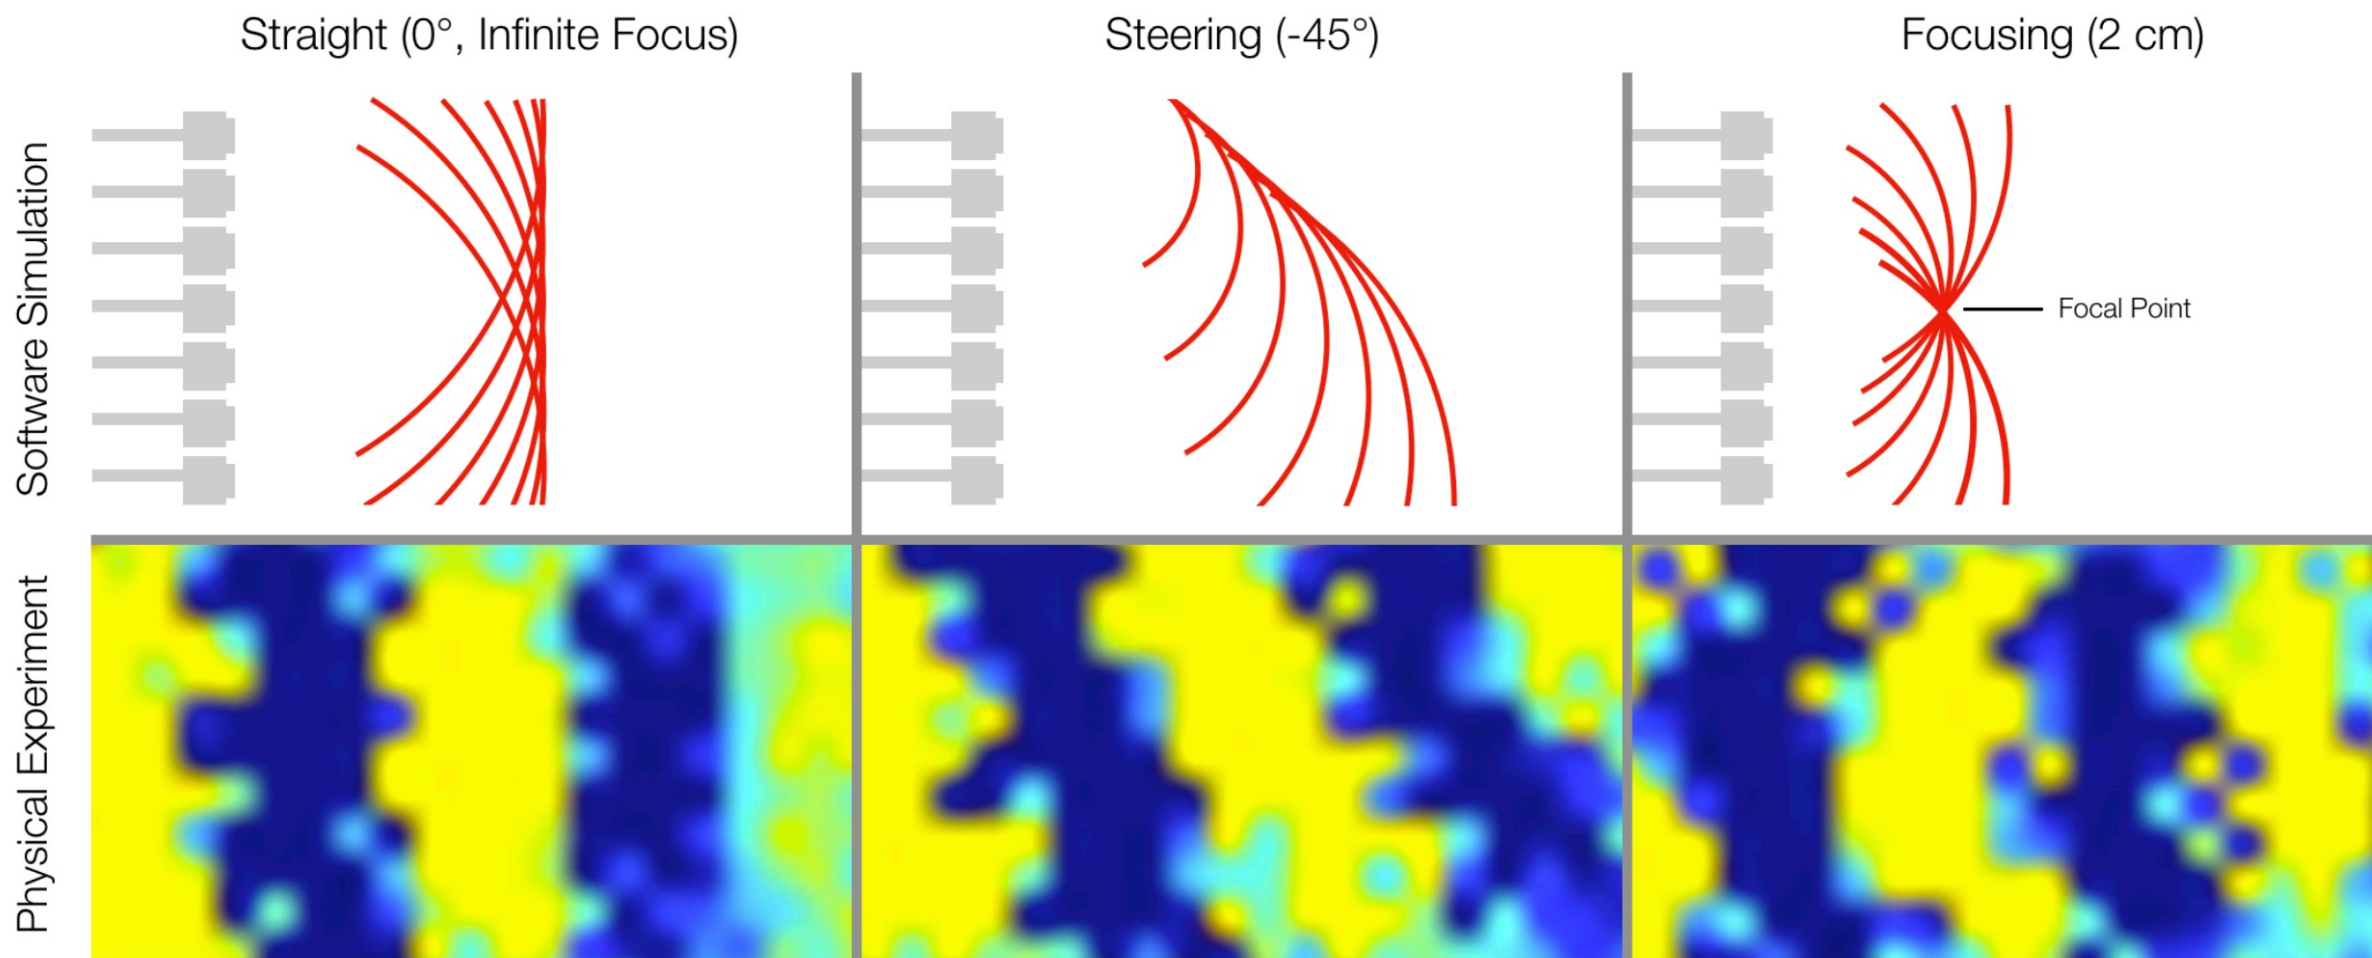 Straight (0°, Infinite Focus)
Steering (-45°)
Focusing (2 cm)
Software Simulation
Focal Point
Physical Experiment